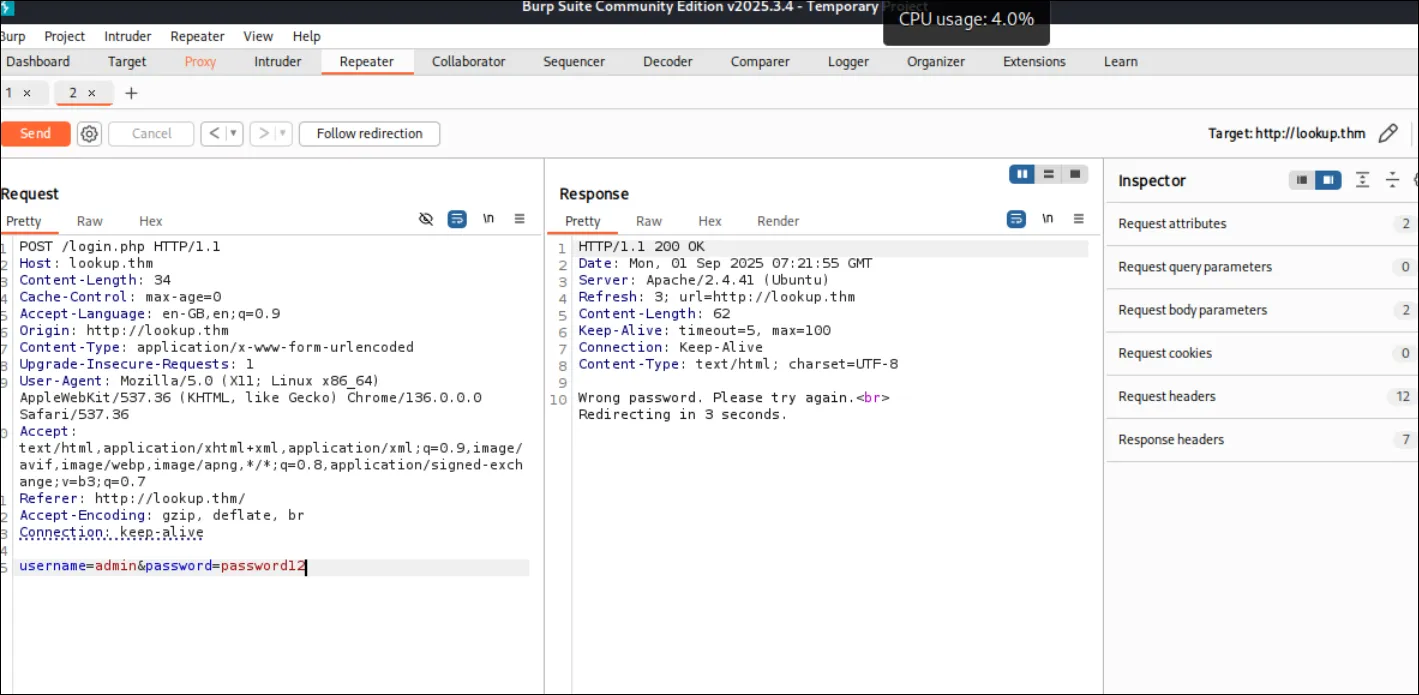 Burp Suite Community Edition v2025.3.4 - Temporary Project
CPU usage: 4.0%
Burp Project Intruder Repeater View Help
Dashboard Target Proxy Intruder Repeater Collaborator Sequencer Decoder Comparer Logger Organizer Extensions Learn
1 × 2 × +
Send Cancel < > Follow redirection Target: http://lookup.thm
Request
Pretty Raw Hex \n
1 POST /login.php HTTP/1.1
2 Host: lookup.thm
3 Content-Length: 34
4 Cache-Control: max-age=0
5 Accept-Language: en-GB,en;q=0.9
6 Origin: http://lookup.thm
7 Content-Type: application/x-www-form-urlencoded
8 Upgrade-Insecure-Requests: 1
9 User-Agent: Mozilla/5.0 (X11; Linux x86_64)
AppleWebKit/537.36 (KHTML, like Gecko) Chrome/136.0.0.0
Safari/537.36
0 Accept:
text/html,application/xhtml+xml,application/xml;q=0.9,image/
avif,image/webp,image/apng,*/*;q=0.8,application/signed-exch
ange;v=b3;q=0.7
1 Referer: http://lookup.thm/
2 Accept-Encoding: gzip, deflate, br
3 Connection: keep-alive
4
5 username=admin&password=password12
Response
Pretty Raw Hex Render \n
1 HTTP/1.1 200 OK
2 Date: Mon, 01 Sep 2025 07:21:55 GMT
3 Server: Apache/2.4.41 (Ubuntu)
4 Refresh: 3; url=http://lookup.thm
5 Content-Length: 62
6 Keep-Alive: timeout=5, max=100
7 Connection: Keep-Alive
8 Content-Type: text/html; charset=UTF-8
9
10 Wrong password. Please try again.<br>
Redirecting in 3 seconds.
Inspector
Request attributes 2
Request query parameters 0
Request body parameters 2
Request cookies 0
Request headers 12
Response headers 7